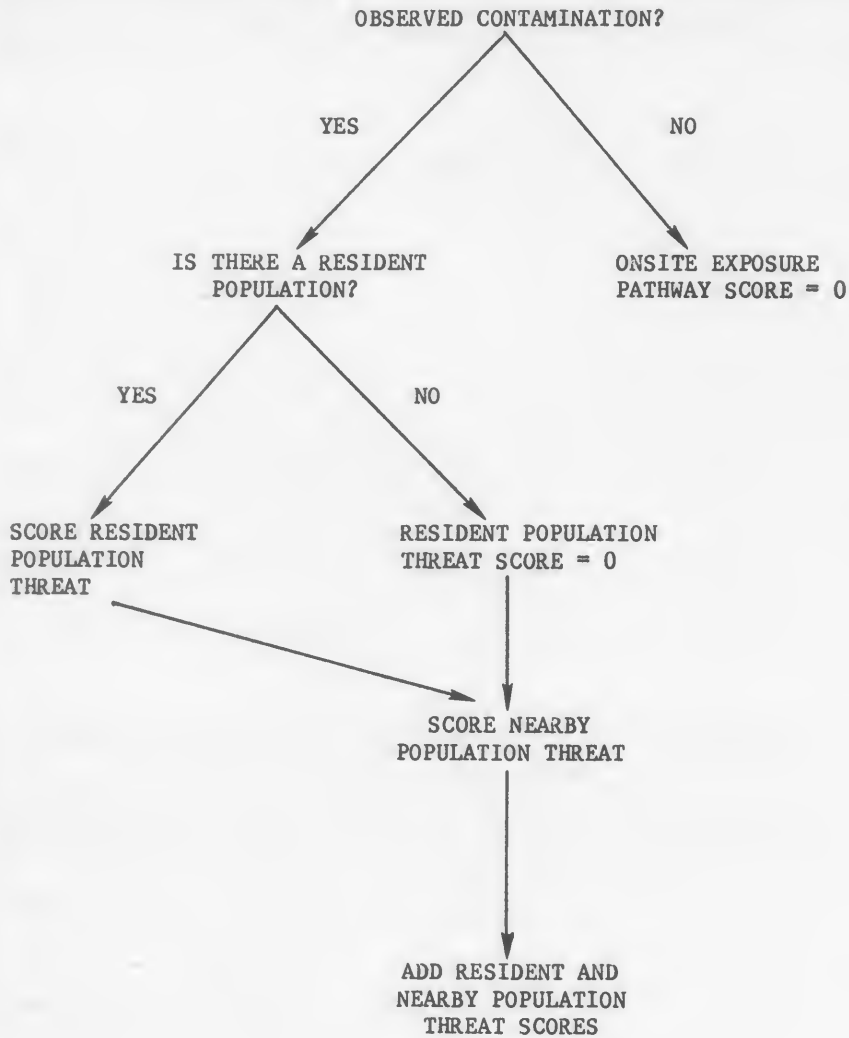 OBSERVED CONTAMINATION?
YES
NO
IS THERE A RESIDENT
POPULATION?
ONSITE EXPOSURE
PATHWAY SCORE = 0
YES
NO
SCORE RESIDENT
POPULATION
THREAT
RESIDENT POPULATION
THREAT SCORE = 0
SCORE NEARBY
POPULATION THREAT
ADD RESIDENT AND
NEARBY POPULATION
THREAT SCORES